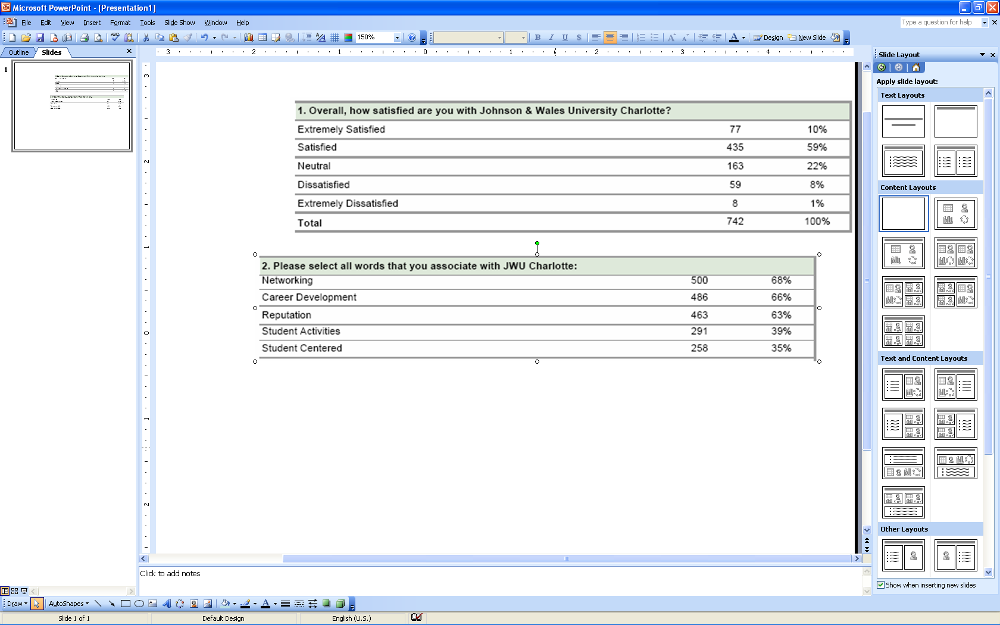 Microsoft PowerPoint - [Presentation1]
File Edit View Insert Format Tools Slide Show Window Help Type a question for help
150% B I U S A Design New Slide
Outline Slides
3 2 1 0 1 2 3 4
Slide Layout
Apply slide layout:
Text Layouts
Content Layouts
Text and Content Layouts
Other Layouts
Show when inserting new slides
1
3
2
1
0
1
2
1. Overall, how satisfied are you with Johnson & Wales University Charlotte?
Extremely Satisfied 77 10%
Satisfied 435 59%
Neutral 163 22%
Dissatisfied 59 8%
Extremely Dissatisfied 8 1%
Total 742 100%
2. Please select all words that you associate with JWU Charlotte:
Networking 500 68%
Career Development 486 66%
Reputation 463 63%
Student Activities 291 39%
Student Centered 258 35%
Click to add notes
Draw AutoShapes A
Slide 1 of 1 Default Design English (U.S.)